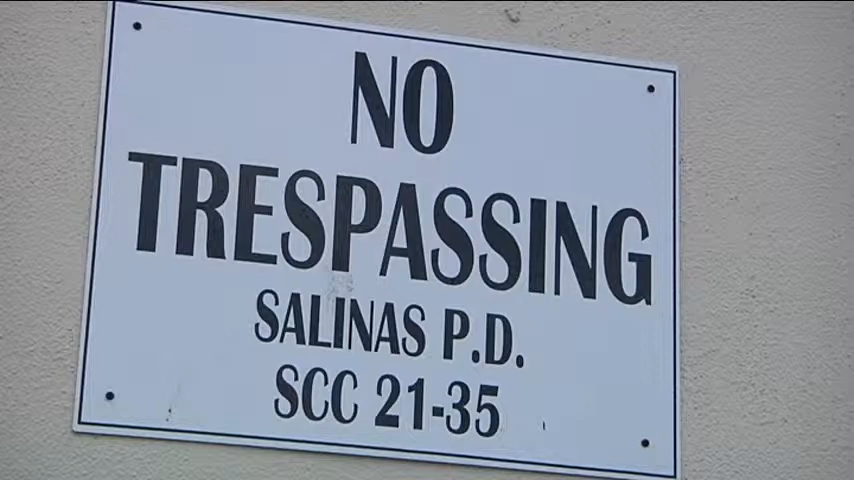 NO
TRESPASSING
SALINAS P.D.
SCC 21-35